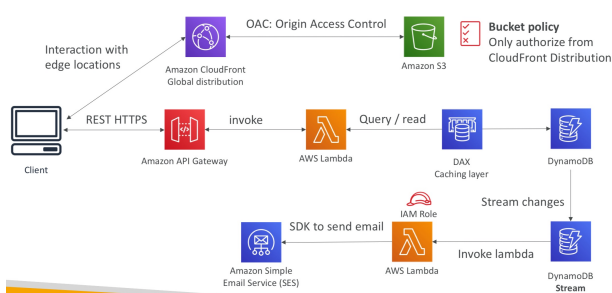 OAC: Origin Access Control
Bucket policy
Only authorize from
CloudFront Distribution
Interaction with
edge locations
Amazon CloudFront
Global distribution
Amazon S3
REST HTTPS
invoke
Query / read
Client
Amazon API Gateway
AWS Lambda
DAX
Caching layer
DynamoDB
Stream changes
IAM Role
SDK to send email
Invoke lambda
Amazon Simple
Email Service (SES)
AWS Lambda
DynamoDB
Stream